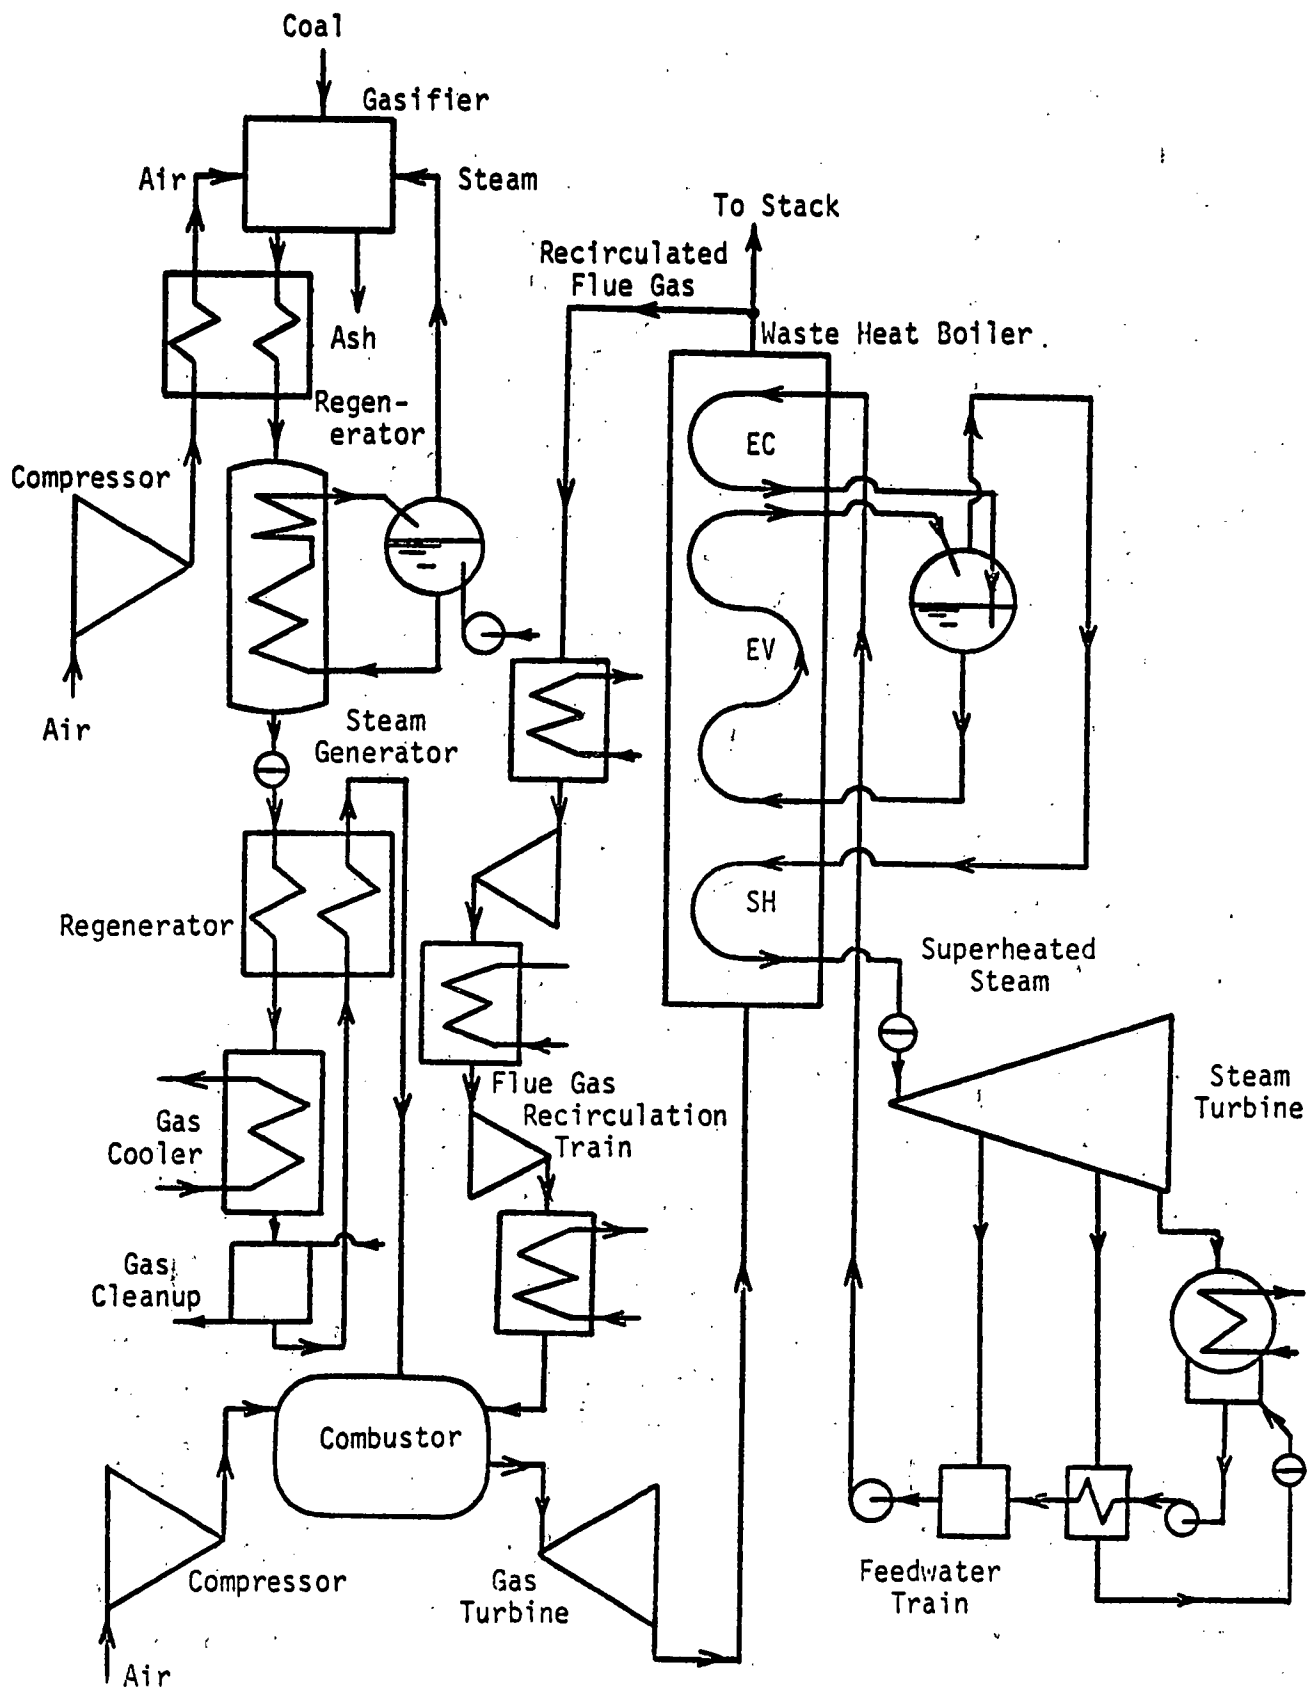 Coal
Gasifier
Air
Steam
To Stack
Recirculated
Flue Gas
Ash
Waste Heat Boiler
Regen-
erator
Compressor
EC
EV
Air
Steam
Generator
SH
Regenerator
Superheated
Steam
Steam
Turbine
Flue Gas
Recirculation
Train
Gas
Cooler
Gas
Cleanup
Combustor
Compressor
Gas
Turbine
Feedwater
Train
Air